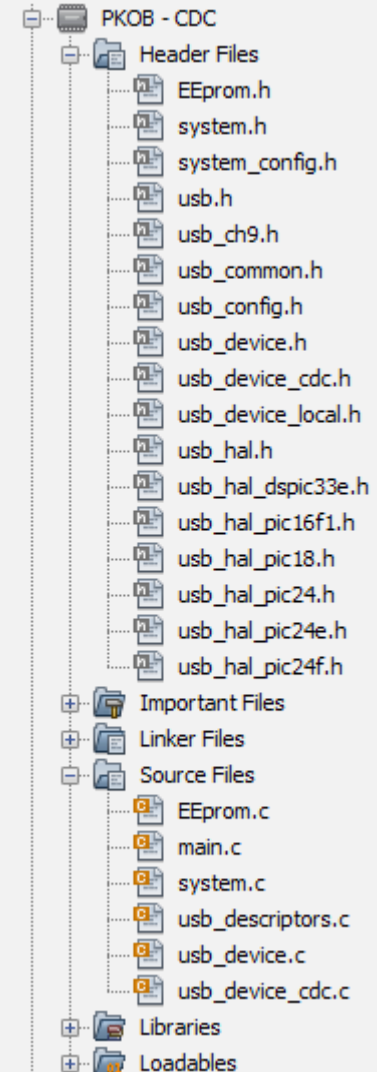 PKOB - CDC
Header Files
EEprom.h
system.h
system_config.h
usb.h
usb_ch9.h
usb_common.h
usb_config.h
usb_device.h
usb_device_cdc.h
usb_device_local.h
usb_hal.h
usb_hal_dspic33e.h
usb_hal_pic16f1.h
usb_hal_pic18.h
usb_hal_pic24.h
usb_hal_pic24e.h
usb_hal_pic24f.h
Important Files
Linker Files
Source Files
EEprom.c
main.c
system.c
usb_descriptors.c
usb_device.c
usb_device_cdc.c
Libraries
Loadables